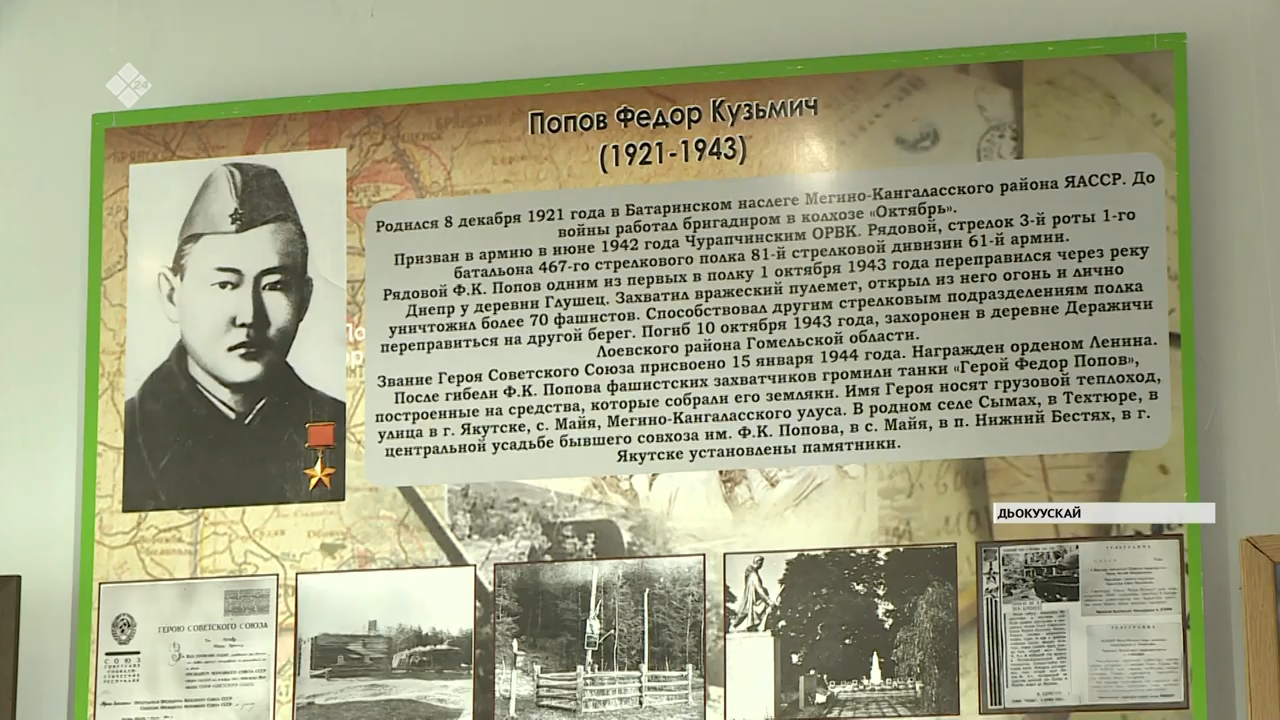 24
Попов Федор Кузьмич
(1921-1943)
Родился 8 декабря 1921 года в Батаринском наслеге Мегино-Кангаласского района ЯАССР. До
войны работал бригадиром в колхозе «Октябрь».
Призван в армию в июне 1942 года Чурапчинским ОРВК. Рядовой, стрелок 3-й роты 1-го
батальона 467-го стрелкового полка 81-й стрелковой дивизии 61-й армии.
Рядовой Ф.К. Попов одним из первых в полку 1 октября 1943 года переправился через реку
Днепр у деревни Глушец. Захватил вражеский пулемет, открыл из него огонь и лично
уничтожил более 70 фашистов. Способствовал другим стрелковым подразделениям полка
переправиться на другой берег. Погиб 10 октября 1943 года, захоронен в деревне Деражичи
Лоевского района Гомельской области.
Звание Героя Советского Союза присвоено 15 января 1944 года. Награжден орденом Ленина.
После гибели Ф.К. Попова фашистских захватчиков громили танки «Герой Федор Попов»,
построенные на средства, которые собрали его земляки. Имя Героя носят грузовой теплоход,
улица в г. Якутске, с. Майя, Мегино-Кангаласского улуса. В родном селе Сымах, в Техтюре, в
центральной усадьбе бывшего совхоза им. Ф.К. Попова, в с. Майя, в п. Нижний Бестях, в г.
Якутске установлены памятники.
ДЬОКУУСКАЙ
ГЕРОЮ СОВЕТСКОГО СОЮЗА
СОЮЗ
СОВЕТСКИХ
СОЦИАЛИ-
СТИЧЕСКИХ
РЕСПУБЛИК
ТЕЛЕГРАММА
ТЕЛЕГРАММА